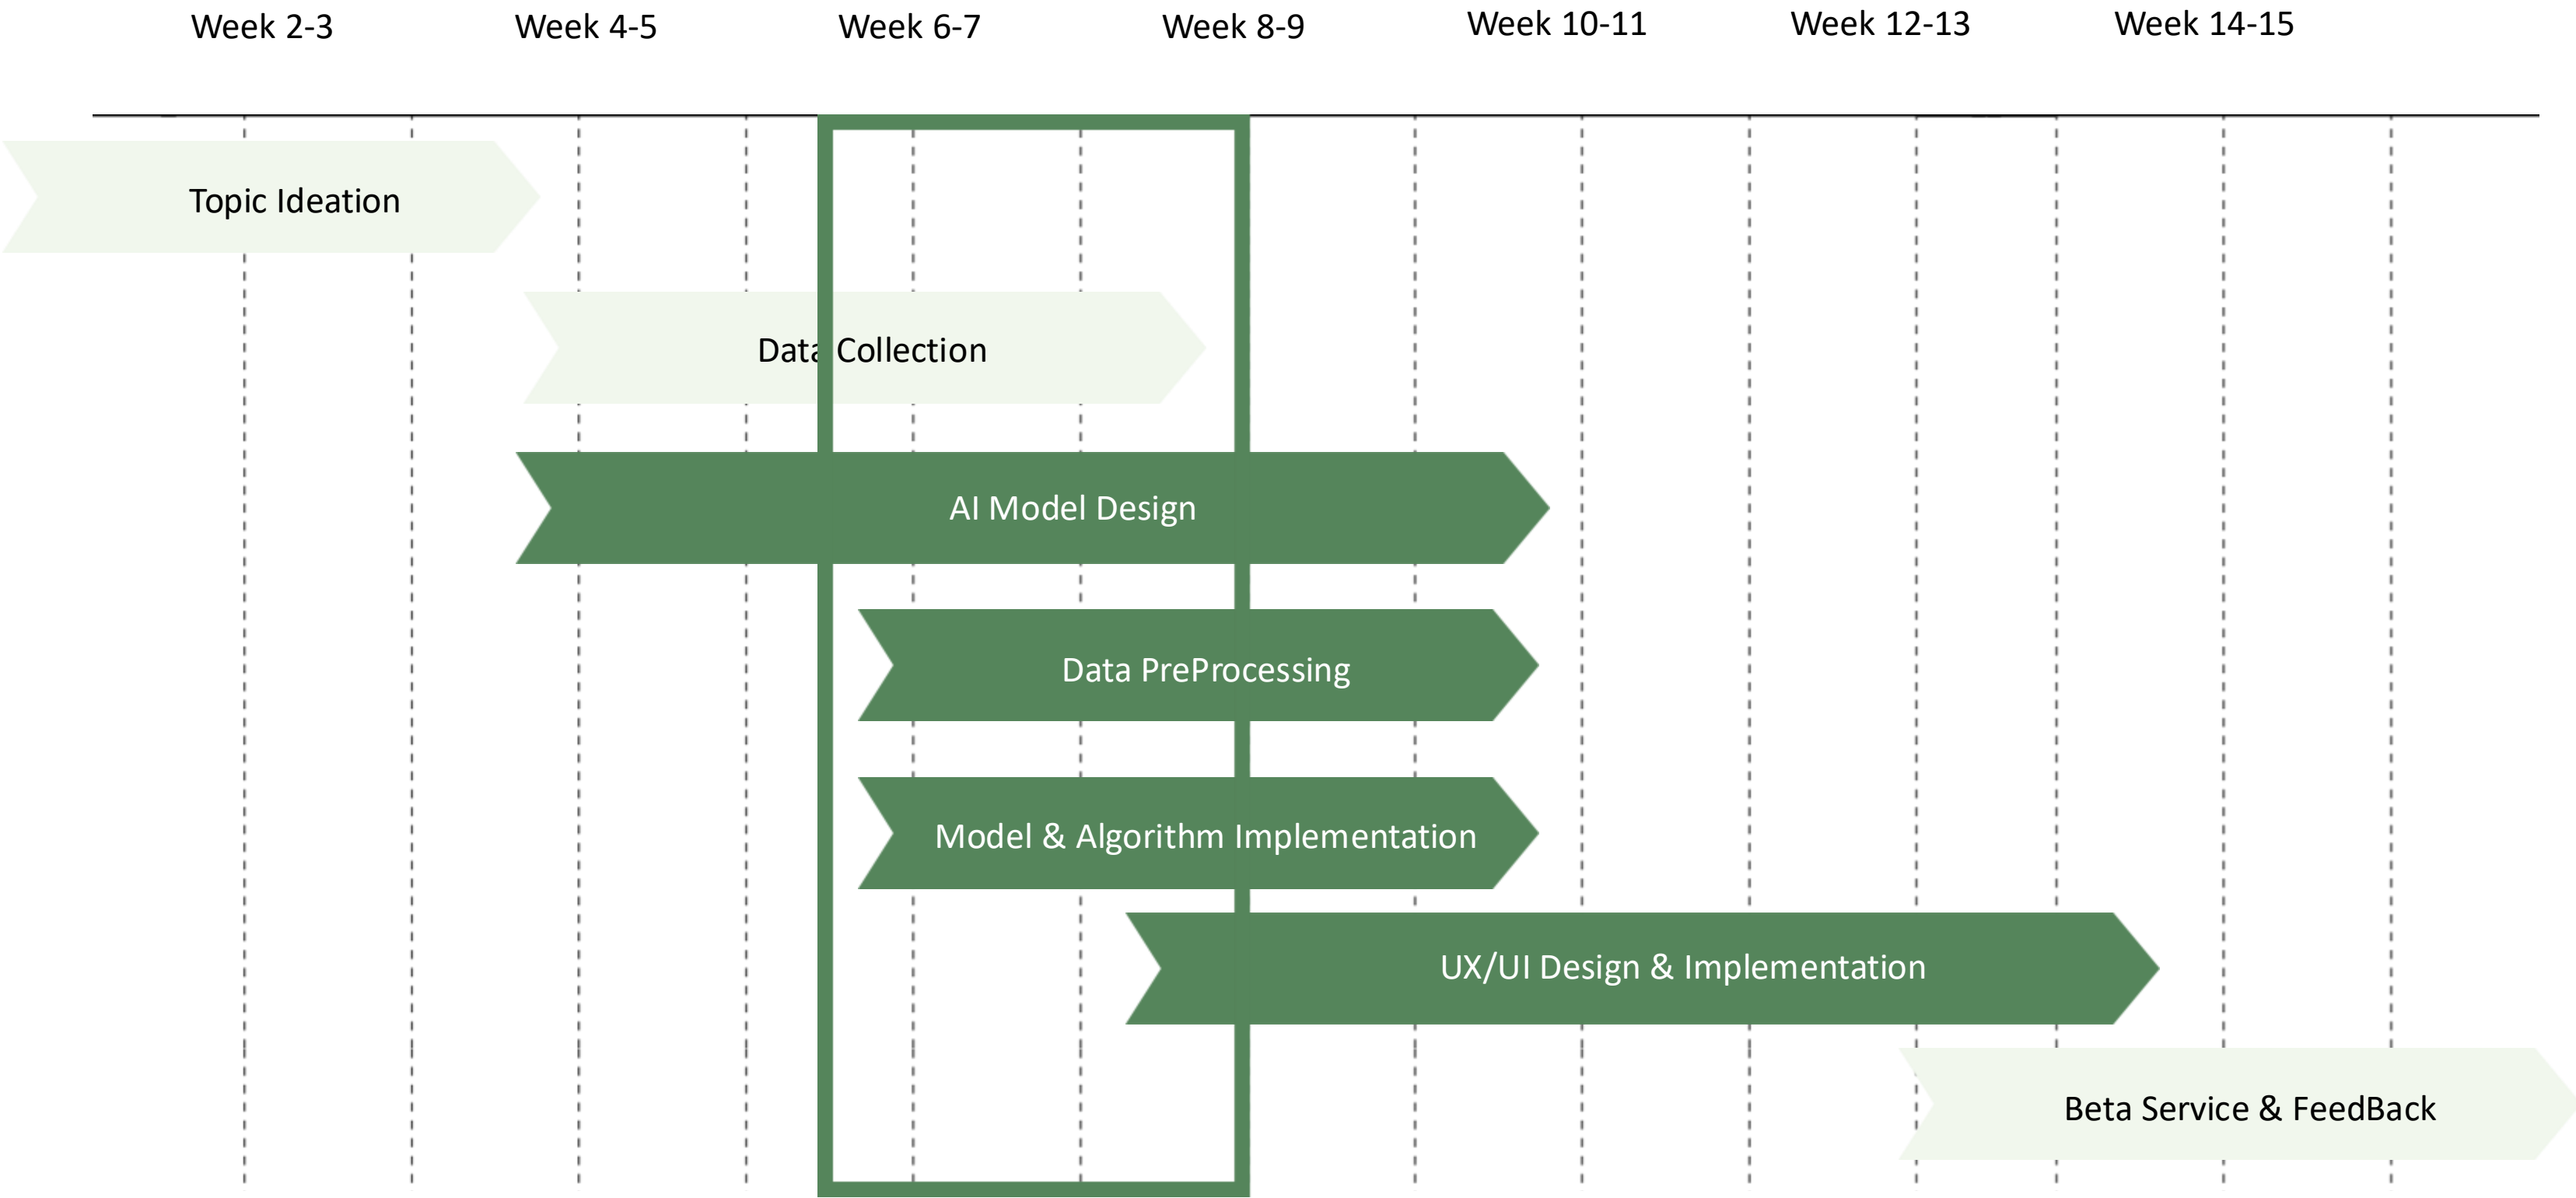 Week 2-3
Week 4-5
Week 6-7
Week 8-9
Week 10-11
Week 12-13
Week 14-15
Topic Ideation
Data Collection
AI Model Design
Data PreProcessing
Model & Algorithm Implementation
UX/UI Design & Implementation
Beta Service & FeedBack